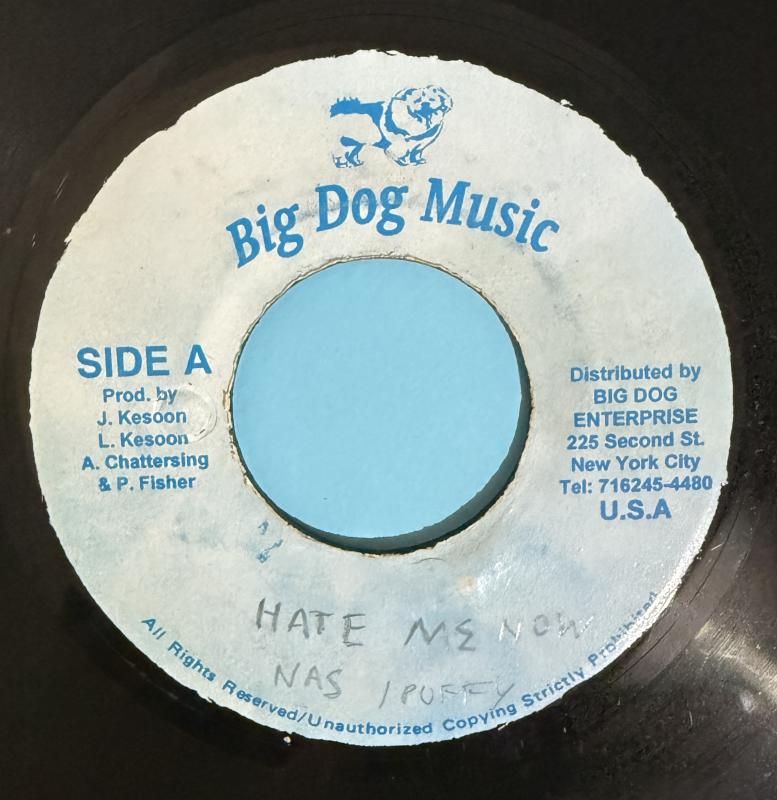 Big Dog Music
SIDE A
Prod. by
J. Kesoon
L. Kesoon
A. Chattersing
& P. Fisher
Distributed by
BIG DOG
ENTERPRISE
225 Second St.
New York City
Tel: 716245-4480
U.S.A
HATE ME NOW
NAS / PUFFY
All Rights Reserved/Unauthorized Copying Strictly Prohibited